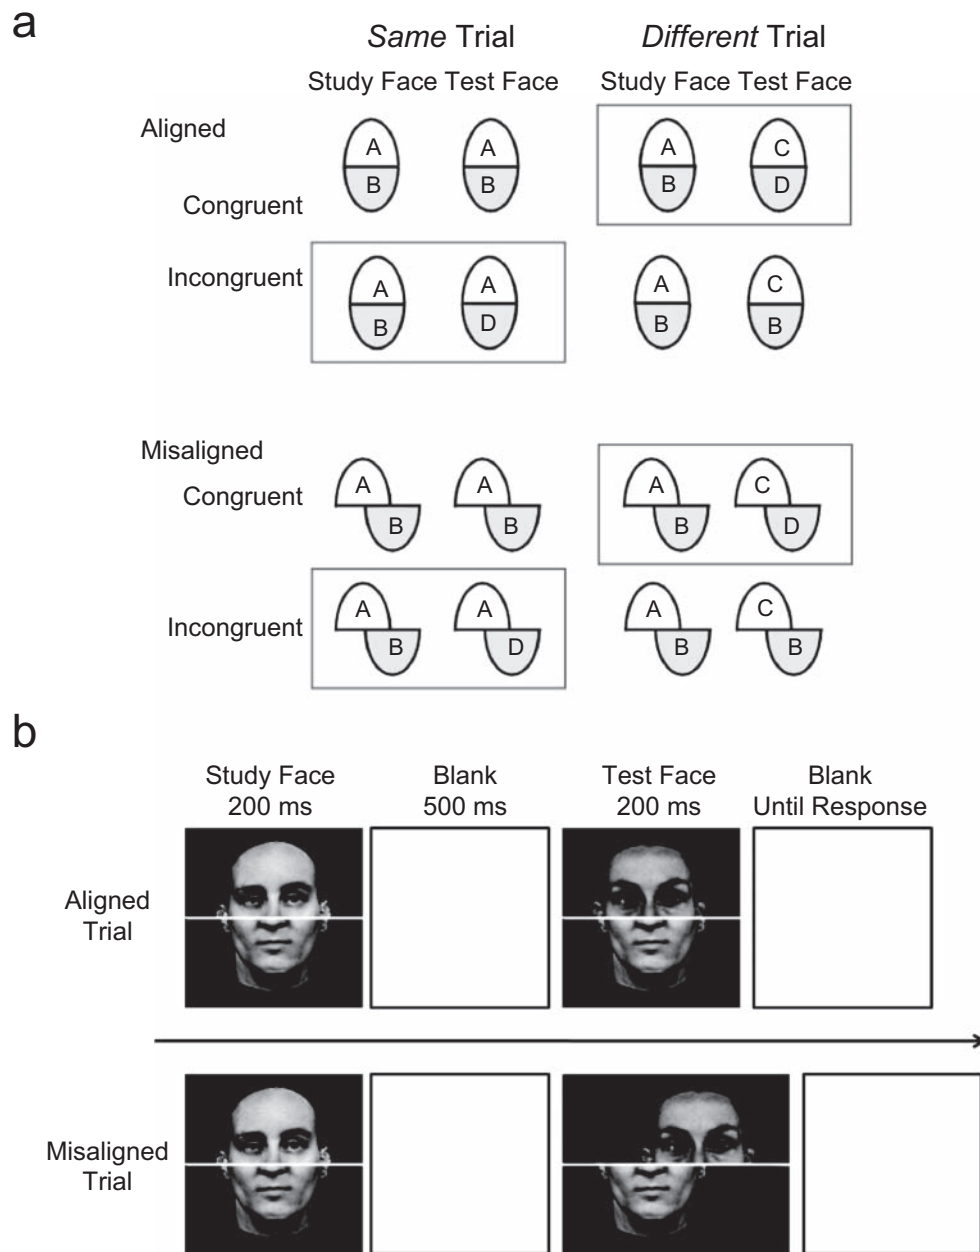 a
Same Trial Different Trial
Study Face Test Face Study Face Test Face
Aligned
A A A C
B B B D
Congruent
Incongruent
A A A C
B D B B
Misaligned
Congruent
A A A C
B B B D
Incongruent
A A A C
B D B B
b
Study Face Blank Test Face Blank
200 ms 500 ms 200 ms Until Response
Aligned
Trial
Misaligned
Trial